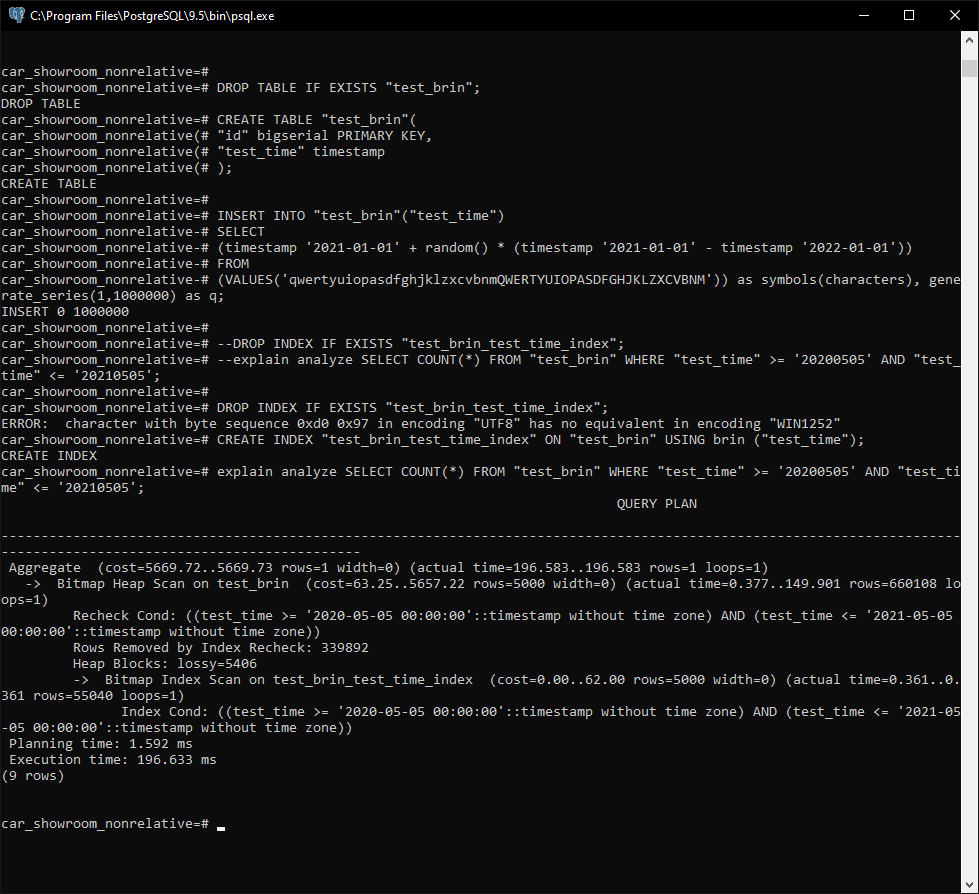 C:\Program Files\PostgreSQL\9.5\bin\psql.exe
car_showroom_nonrelative=#
car_showroom_nonrelative=# DROP TABLE IF EXISTS "test_brin";
DROP TABLE
car_showroom_nonrelative=# CREATE TABLE "test_brin"(
car_showroom_nonrelative(# "id" bigserial PRIMARY KEY,
car_showroom_nonrelative(# "test_time" timestamp
car_showroom_nonrelative(# );
CREATE TABLE
car_showroom_nonrelative=#
car_showroom_nonrelative=# INSERT INTO "test_brin"("test_time")
car_showroom_nonrelative-# SELECT
car_showroom_nonrelative-# (timestamp '2021-01-01' + random() * (timestamp '2021-01-01' - timestamp '2022-01-01'))
car_showroom_nonrelative-# FROM
car_showroom_nonrelative-# (VALUES('qwertyuiopasdfghjklzxcvbnmQWERTYUIOPASDFGHJKLZXCVBNM')) as symbols(characters), gene
rate_series(1,1000000) as q;
INSERT 0 1000000
car_showroom_nonrelative=#
car_showroom_nonrelative=# --DROP INDEX IF EXISTS "test_brin_test_time_index";
car_showroom_nonrelative=# --explain analyze SELECT COUNT(*) FROM "test_brin" WHERE "test_time" >= '20200505' AND "test_
time" <= '20210505';
car_showroom_nonrelative=#
car_showroom_nonrelative=# DROP INDEX IF EXISTS "test_brin_test_time_index";
ERROR:  character with byte sequence 0xd0 0x97 in encoding "UTF8" has no equivalent in encoding "WIN1252"
car_showroom_nonrelative=# CREATE INDEX "test_brin_test_time_index" ON "test_brin" USING brin ("test_time");
CREATE INDEX
car_showroom_nonrelative=# explain analyze SELECT COUNT(*) FROM "test_brin" WHERE "test_time" >= '20200505' AND "test_ti
me" <= '20210505';
QUERY PLAN
------------------------------------------------------------------------------------------------------------------------
---------------------------------------------
Aggregate  (cost=5669.72..5669.73 rows=1 width=0) (actual time=196.583..196.583 rows=1 loops=1)
->  Bitmap Heap Scan on test_brin  (cost=63.25..5657.22 rows=5000 width=0) (actual time=0.377..149.901 rows=660108 lo
ops=1)
Recheck Cond: ((test_time >= '2020-05-05 00:00:00'::timestamp without time zone) AND (test_time <= '2021-05-05
00:00:00'::timestamp without time zone))
Rows Removed by Index Recheck: 339892
Heap Blocks: lossy=5406
->  Bitmap Index Scan on test_brin_test_time_index  (cost=0.00..62.00 rows=5000 width=0) (actual time=0.361..0.
361 rows=55040 loops=1)
Index Cond: ((test_time >= '2020-05-05 00:00:00'::timestamp without time zone) AND (test_time <= '2021-05
-05 00:00:00'::timestamp without time zone))
Planning time: 1.592 ms
Execution time: 196.633 ms
(9 rows)
car_showroom_nonrelative=#